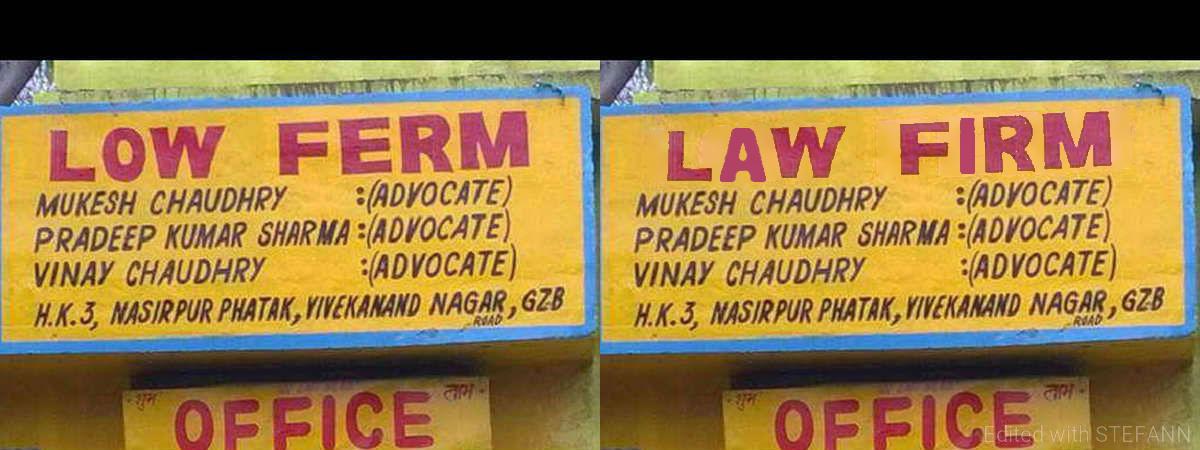 LOW FERM
MUKESH CHAUDHRY :(ADVOCATE)
PRADEEP KUMAR SHARMA :(ADVOCATE)
VINAY CHAUDHRY :(ADVOCATE)
H.K.3, NASIRPUR PHATAK, VIVEKANAND NAGAR, GZB
ROAD
शुभ लाभ
OFFICE
LAW FIRM
MUKESH CHAUDHRY :(ADVOCATE)
PRADEEP KUMAR SHARMA :(ADVOCATE)
VINAY CHAUDHRY :(ADVOCATE)
H.K.3, NASIRPUR PHATAK, VIVEKANAND NAGAR, GZB
ROAD
शुभ लाभ
OFFICE
Edited with STEFANN